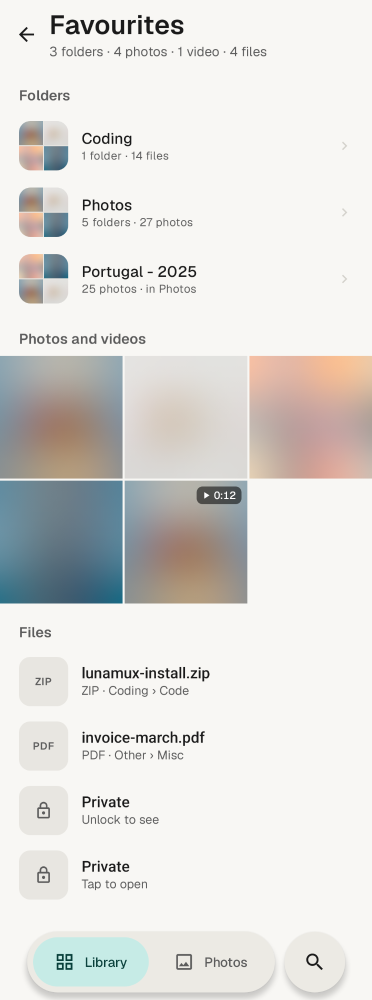 Favourites
3 folders · 4 photos · 1 video · 4 files
Folders
Coding
1 folder · 14 files
Photos
5 folders · 27 photos
Portugal - 2025
25 photos · in Photos
Photos and videos
0:12
Files
ZIP
lunamux-install.zip
ZIP · Coding › Code
PDF
invoice-march.pdf
PDF · Other › Misc
Private
Unlock to see
Private
Tap to open
Library
Photos